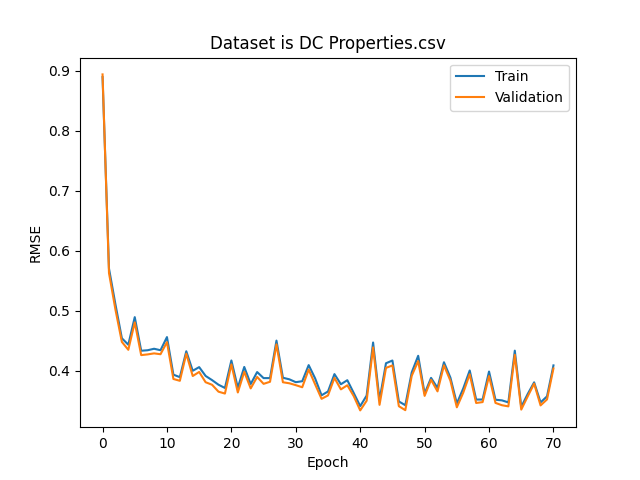 Dataset is DC Properties.csv
Train
Validation
RMSE
0.9
0.8
0.7
0.6
0.5
0.4
0 10 20 30 40 50 60 70
Epoch